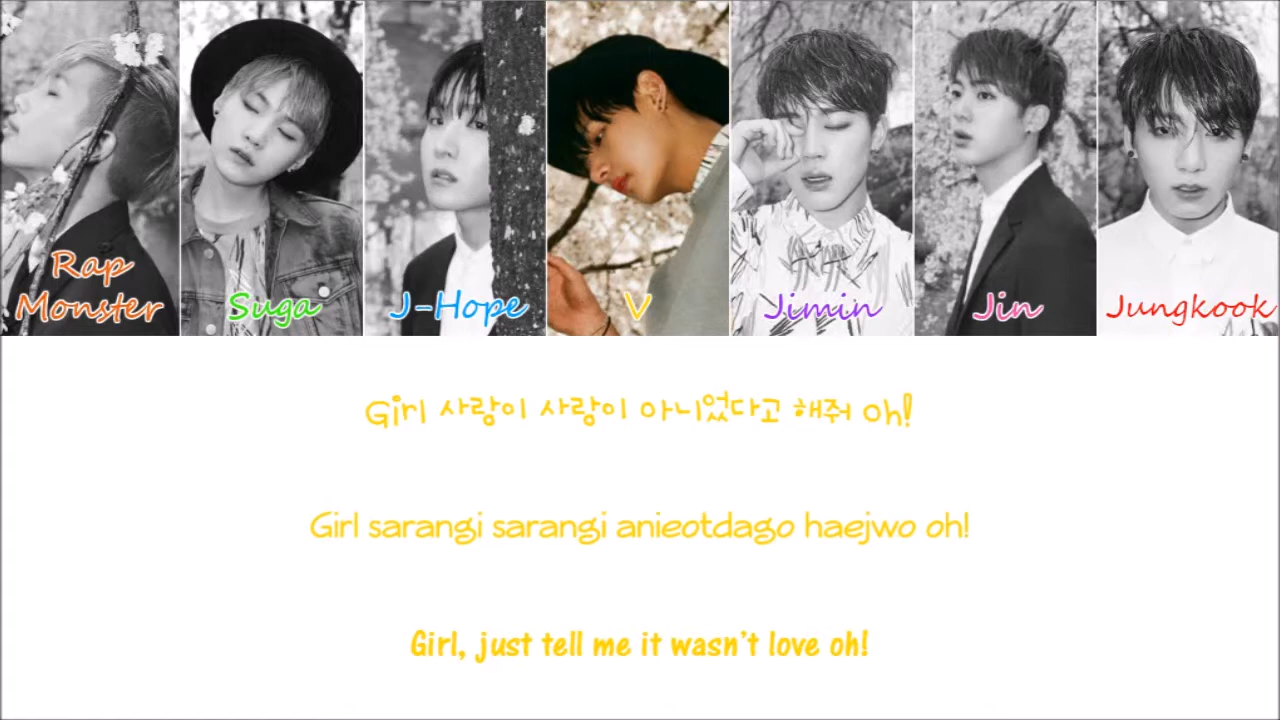 Rap
Monster
Suga
J-Hope
V
Jimin
Jin
Jungkook
Girl 사랑이 사랑이 아니었다고 해줘 oh!
Girl sarangi sarangi anieotdago haejwo oh!
Girl, just tell me it wasn't love oh!